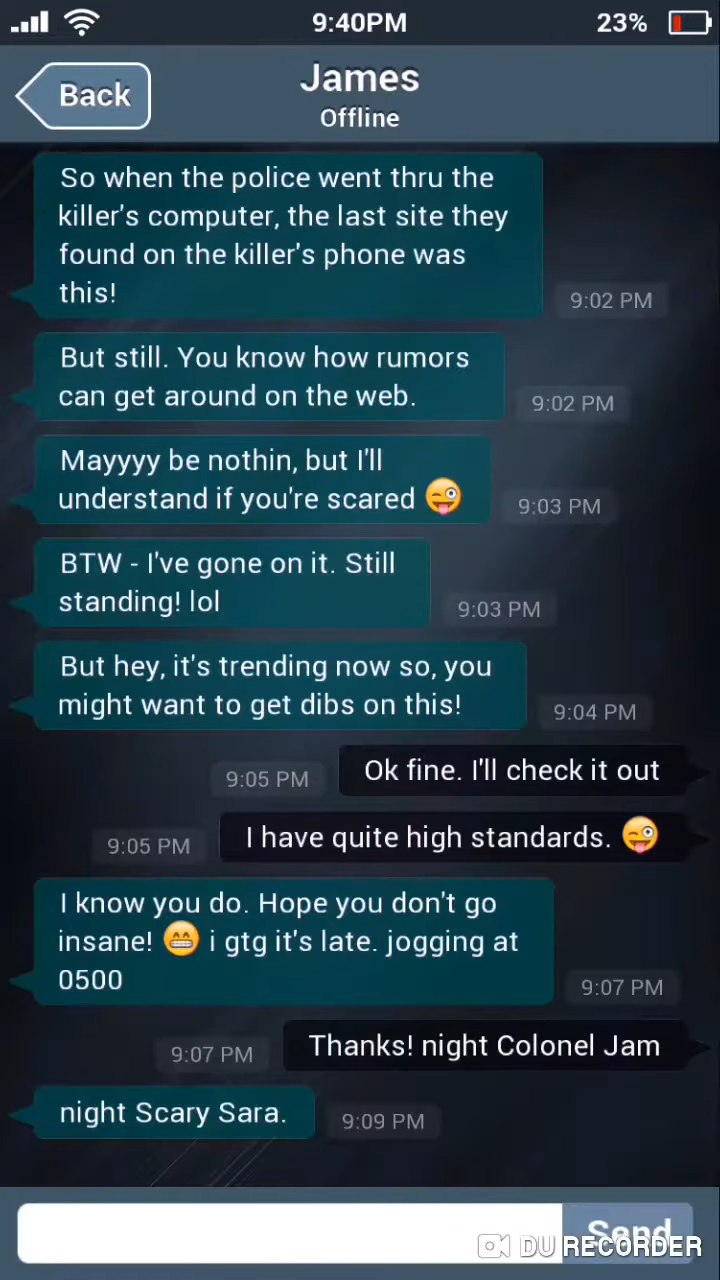 9:40PM
23%
Back
James
Offline
So when the police went thru the
killer's computer, the last site they
found on the killer's phone was
this!
9:02 PM
But still. You know how rumors
can get around on the web.
9:02 PM
Mayyyy be nothin, but I'll
understand if you're scared 😜
9:03 PM
BTW - I've gone on it. Still
standing! lol
9:03 PM
But hey, it's trending now so, you
might want to get dibs on this!
9:04 PM
9:05 PM
Ok fine. I'll check it out
9:05 PM
I have quite high standards. 😜
I know you do. Hope you don't go
insane! 😁 i gtg it's late. jogging at
0500
9:07 PM
9:07 PM
Thanks! night Colonel Jam
night Scary Sara.
9:09 PM
Send
DU RECORDER